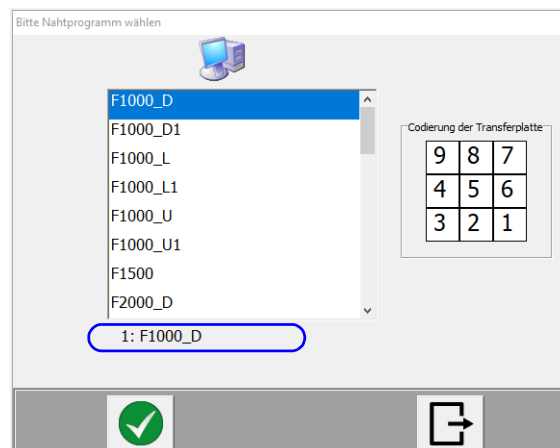 Bitte Nahtprogramm wählen
F1000_D
F1000_D1
F1000_L
F1000_L1
F1000_U
F1000_U1
F1500
F2000_D
1: F1000_D
Codierung der Transferplatte
9 8 7
4 5 6
3 2 1